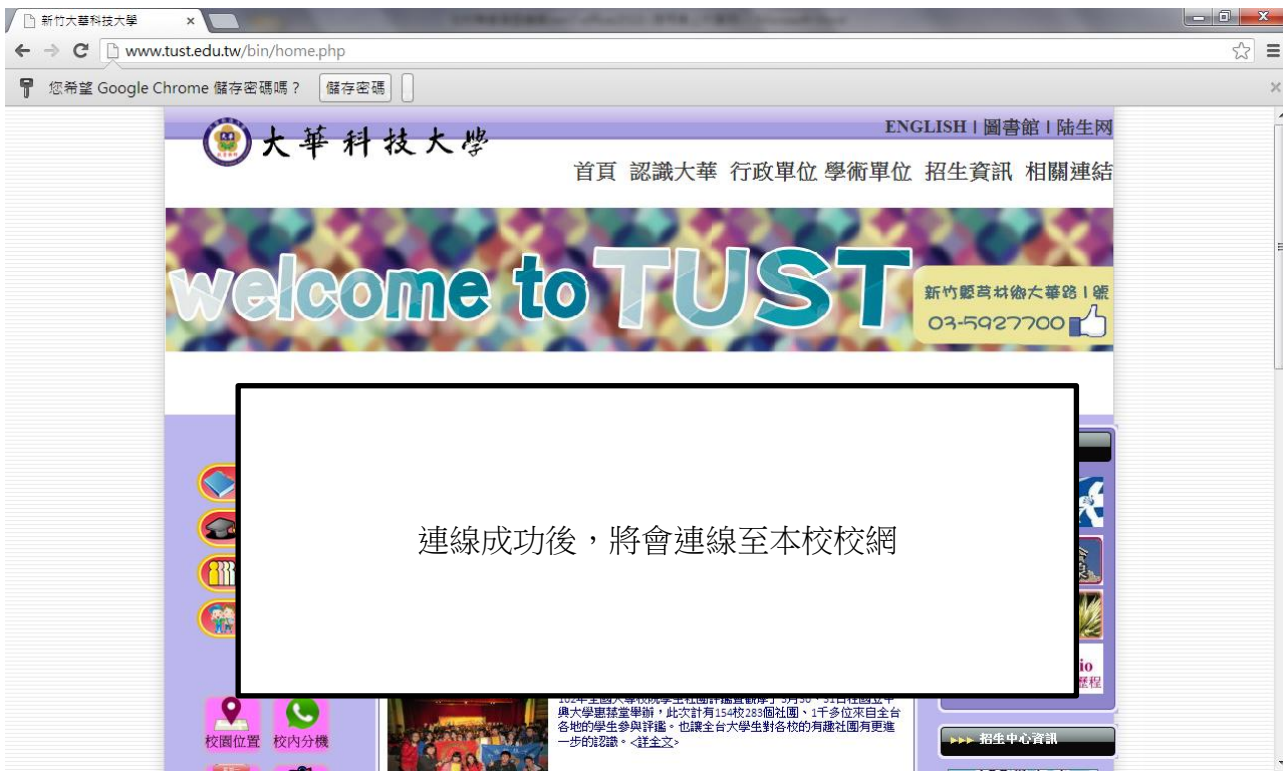 新竹大華科技大學
www.tust.edu.tw/bin/home.php
您希望 Google Chrome 儲存密碼嗎？ 儲存密碼
大華科技大學
ENGLISH | 圖書館 | 陆生网
首頁 認識大華 行政單位 學術單位 招生資訊 相關連結
welcome to TUST
新竹縣芎林鄉大華路1號
03-5927700
連線成功後，將會連線至本校校網
io
歷程
興大學惠蓀堂舉辦，此次計有154校283個社團、1千多位來自全台
各地的學生參與評鑑。也讓全台大學生對各校的有趣社團有更進
一步的認識。<詳全文>
校園位置 校內分機
招生中心資訊